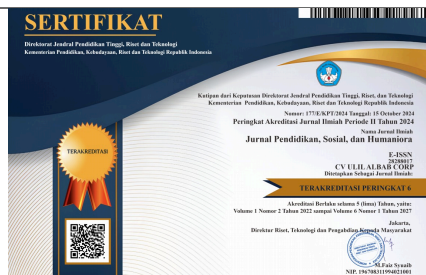 SERTIFIKAT
Direktorat Jendral Pendidikan Tinggi, Riset dan Teknologi
Kementerian Pendidikan, Kebudayaan, Riset dan Teknologi Republik Indonesia
Kutipan dari Keputusan Direktorat Jendral Pendidikan Tinggi, Riset, dan Teknologi
Kementerian Pendidikan, Kebudayaan, Riset dan Teknologi Republik Indonesia
Nomor: 177/E/KPT/2024 Tanggal: 15 October 2024
Peringkat Akreditasi Jurnal Ilmiah Periode II Tahun 2024
Nama Jurnal Ilmiah
Jurnal Pendidikan, Sosial, dan Humaniora
E-ISSN
28288017
CV ULIL ALBAB CORP
Ditetapkan Sebagai Jurnal Ilmiah:
TERAKREDITASI PERINGKAT 6
TERAKREDITASI
Akreditasi Berlaku selama 5 (lima) Tahun, yaitu:
Volume 1 Nomor 2 Tahun 2022 sampai Volume 6 Nomor 1 Tahun 2027
Jakarta,
Direktur Riset, Teknologi dan Pengabdian Kepada Masyarakat
M.Faiz Syuaib
NIP. 196708311994021001